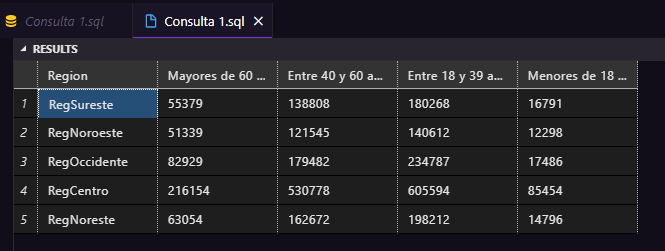 Consulta 1.sql Consulta 1.sql
RESULTS
Region Mayores de 60 ... Entre 40 y 60 a... Entre 18 y 39 a... Menores de 18 ...
1 RegSureste 55379 138808 180268 16791
2 RegNoroeste 51339 121545 140612 12298
3 RegOccidente 82929 179482 234787 17486
4 RegCentro 216154 530778 605594 85454
5 RegNoreste 63054 162672 198212 14796